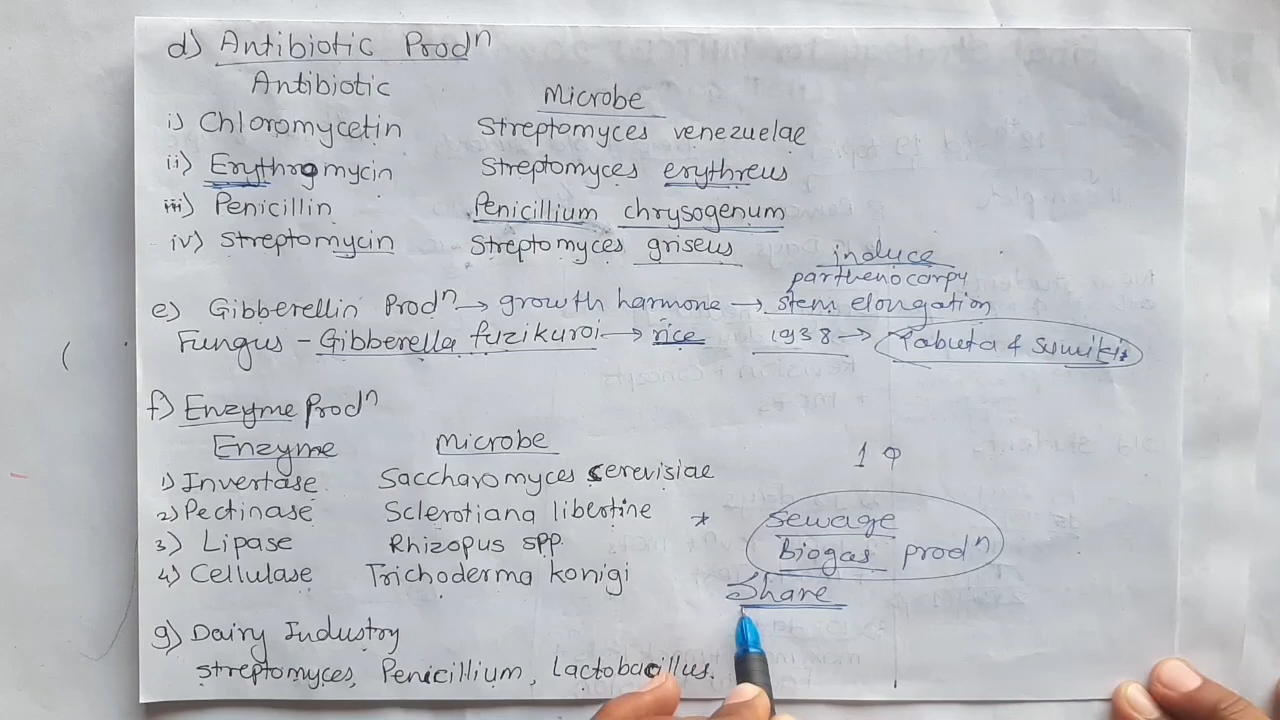 d) Antibiotic Prodⁿ
Antibiotic Microbe
i) Chloromycetin Streptomyces venezuelae
ii) Erythromycin Streptomyces erythreus
iii) Penicillin Penicillium chrysogenum
iv) Streptomycin Streptomyces griseus
induce
parthenocarpy
e) Gibberellin Prodⁿ → growth hormone → stem elongation
Fungus - Gibberella fuzikuroi → rice 1938 → Yabuta & Sumiki
f) Enzyme Prodⁿ
Enzyme Microbe
1) Invertase Saccharomyces cerevisiae
2) Pectinase Sclerotiana libertine
3) Lipase Rhizopus spp.
4) Cellulase Trichoderma konigi
1 Q
* Sewage
Biogas prodⁿ
Share
g) Dairy Industry
streptomyces, Penicillium, Lactobacillus.